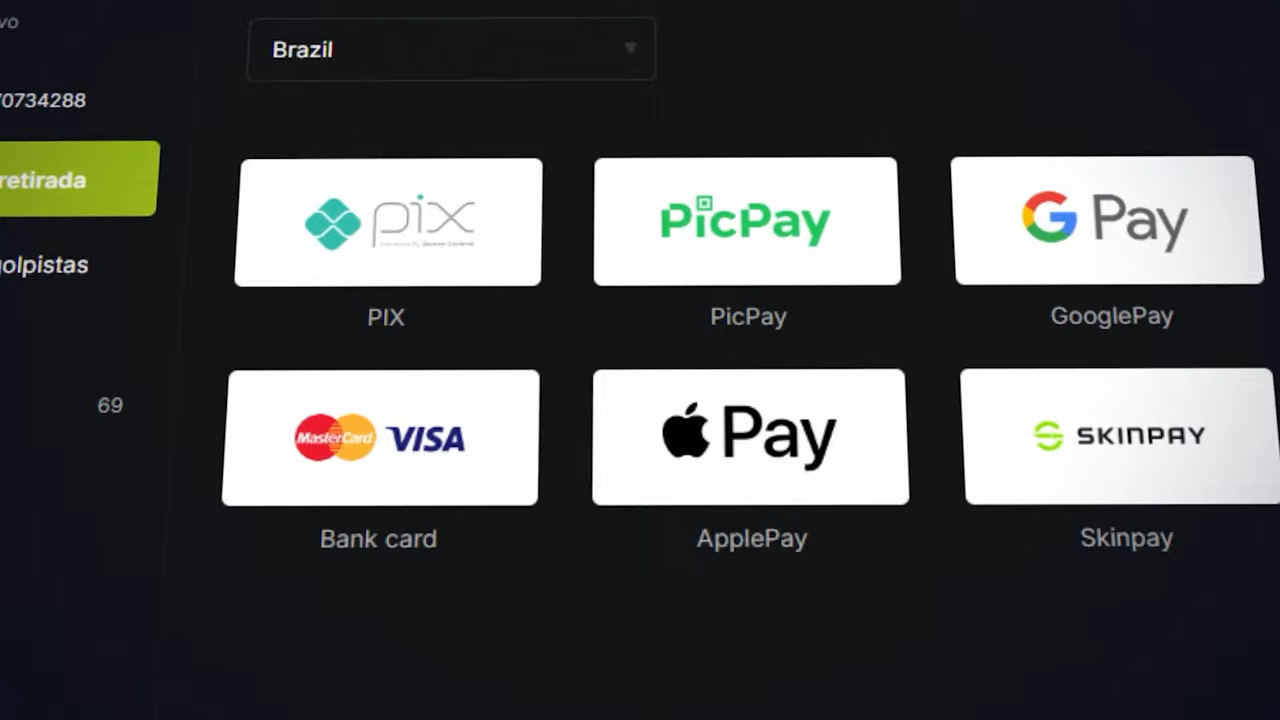 vo
Brazil
70734288
retirada
pix
PicPay
G Pay
golpistas
PIX
PicPay
GooglePay
69
MasterCard
VISA
Pay
SKINPAY
Bank card
ApplePay
Skinpay